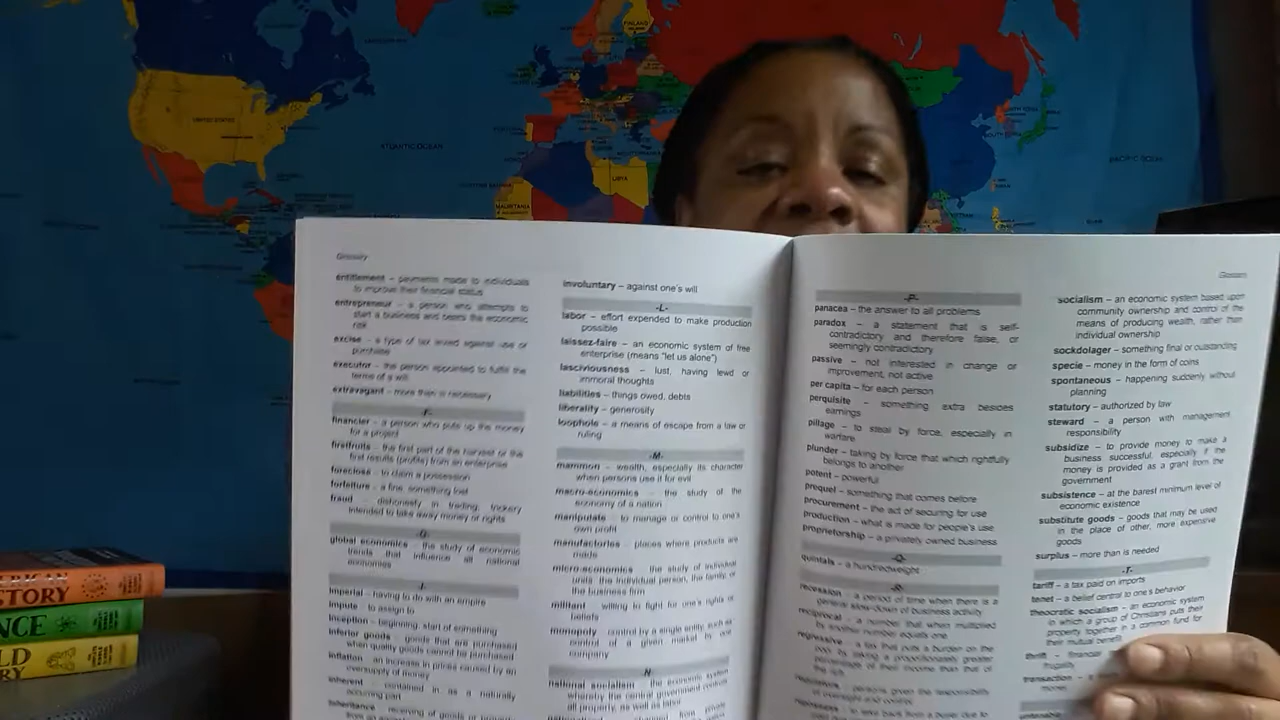 FINLAND
UNITED STATES
ATLANTIC OCEAN
LIBYA
MAURITANIA
PACIFIC OCEAN
STORY
NCE
LD
RY
Glossary
entitlement – payments made to individuals
to improve their financial status
entrepreneur – a person who attempts to
start a business and bears the economic
risk
excise – a type of tax levied against use or
purchase
executor – the person appointed to fulfill the
terms of a will
extravagant – more than is necessary
-F-
financier – a person who puts up the money
for a project
firstfruits – the first part of the harvest or the
first results (profits) from an enterprise
foreclose – to claim a possession
forfeiture – a fine, something lost
fraud – dishonesty in trading, trickery
intended to take away money of rights
-G-
global economics – the study of economic
trends that influence all national
economies
-I-
imperial – having to do with an empire
impute – to assign to
inception – beginning, start of something
inferior goods – goods that are purchased
when quality goods cannot be purchased
inflation – an increase in prices caused by an
oversupply of money
inherent – contained in as a naturally
occurring part
inheritance – receiving of goods or property
involuntary – against one's will
-L-
labor – effort expended to make production
possible
laissez-faire – an economic system of free
enterprise (means "let us alone")
lasciviousness – lust, having lewd or
immoral thoughts
liabilities – things owed, debts
liberality – generosity
loophole – a means of escape from a law or
ruling
-M-
mammon – wealth, especially its character
when persons use it for evil
macro-economics – the study of the
economy of a nation
manipulate – to manage or control to one's
own profit
manufactories – places where products are
made
micro-economics – the study of individual
units, the individual person, the family, or
the business firm
militant – willing to fight for one's rights or
beliefs
monopoly – control by a single entity, such as
control of a given market by one
company
-N-
national socialism – the economic system
where by the central government controls
all property, as well as labor
Glossary
-P-
panacea – the answer to all problems
paradox – a statement that is self-
contradictory and therefore false, or
seemingly contradictory
passive – not interested in change or
improvement, not active
per capita – for each person
perquisite – something extra besides
earnings
pillage – to steal by force, especially in
warfare
plunder – taking by force that which rightfully
belongs to another
potent – powerful
prequel – something that comes before
procurement – the act of securing for use
production – what is made for people's use
proprietorship – a privately owned business
-Q-
quintals – a hundredweight
-R-
recession – a period of time when there is a
general slow-down of business activity
reciprocal – a number that when multiplied
by another number equals one
regressive – a tax that puts a burden on the
poor by taking a proportionately greater
percentage of their income than that of
the rich
socialism – an economic system based upon
community ownership and control of the
means of producing wealth, rather than
individual ownership
sockdolager – something final or outstanding
specie – money in the form of coins
spontaneous – happening suddenly without
planning
statutory – authorized by law
steward – a person with management
responsibility
subsidize – to provide money to make a
business successful, especially if the
money is provided as a grant from the
government
subsistence – at the barest minimum level of
economic existence
substitute goods – goods that may be used
in the place of other, more expensive
goods
surplus – more than is needed
-T-
tariff – a tax paid on imports
tenet – a belief central to one's behavior
theocratic socialism – an economic system
in which a group of Christians puts their
property together in a common fund for
their mutual benefit
thrift – financial
frugality
transaction –
money